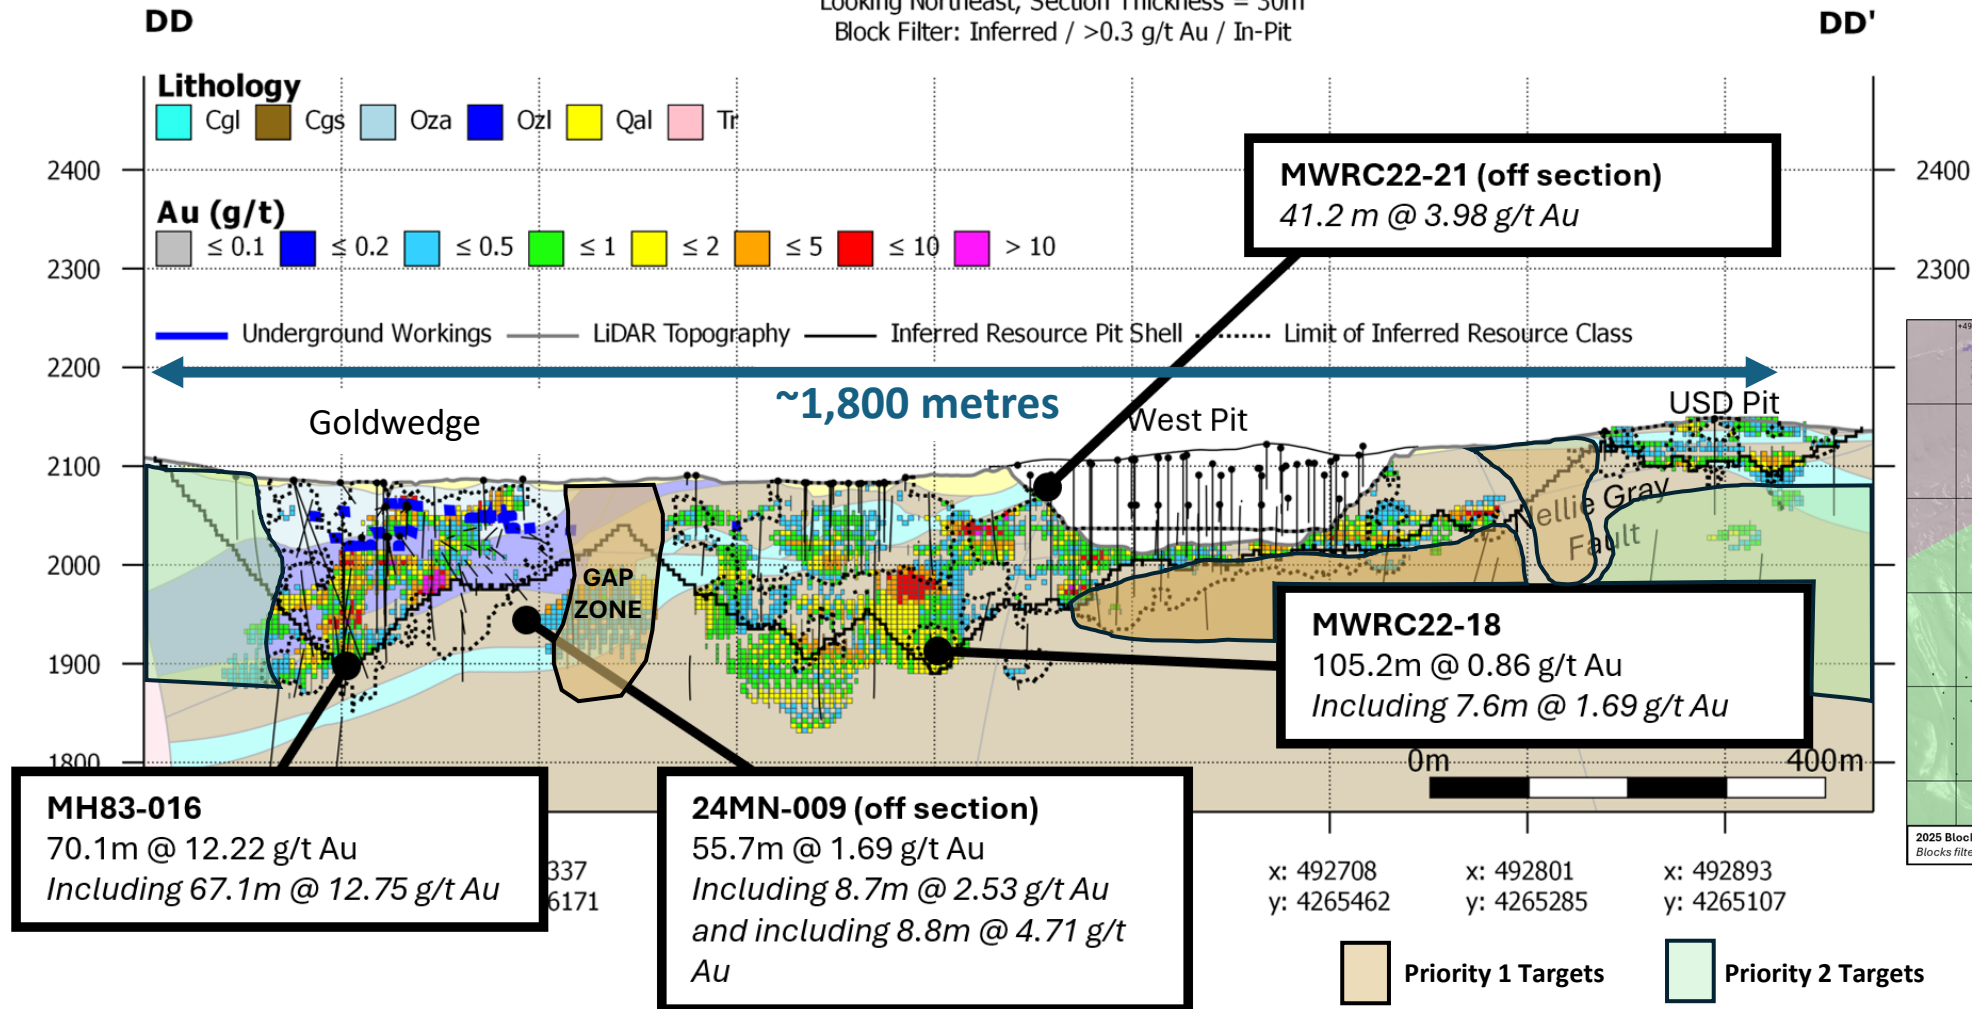 DD
Looking Northeast, Section Thickness = 30m
DD'
Block Filter: Inferred / >0.3 g/t Au / In-Pit
Lithology
Cgl Cgs Oza Ozl Qal Tr
Au (g/t)
≤ 0.1 ≤ 0.2 ≤ 0.5 ≤ 1 ≤ 2 ≤ 5 ≤ 10 > 10
Underground Workings LiDAR Topography Inferred Resource Pit Shell Limit of Inferred Resource Class
2400
2300
2200
2100
2000
1900
1800
2400
2300
MWRC22-21 (off section)
41.2 m @ 3.98 g/t Au
~1,800 metres
Goldwedge
West Pit
USD Pit
GAP
ZONE
Nellie Gray
Fault
MWRC22-18
105.2m @ 0.86 g/t Au
Including 7.6m @ 1.69 g/t Au
0m 400m
MH83-016
70.1m @ 12.22 g/t Au
Including 67.1m @ 12.75 g/t Au
24MN-009 (off section)
55.7m @ 1.69 g/t Au
Including 8.7m @ 2.53 g/t Au
and including 8.8m @ 4.71 g/t
Au
337
6171
x: 492708
y: 4265462
x: 492801
y: 4265285
x: 492893
y: 4265107
Priority 1 Targets
Priority 2 Targets
+49
2025 Bloc
Blocks filte